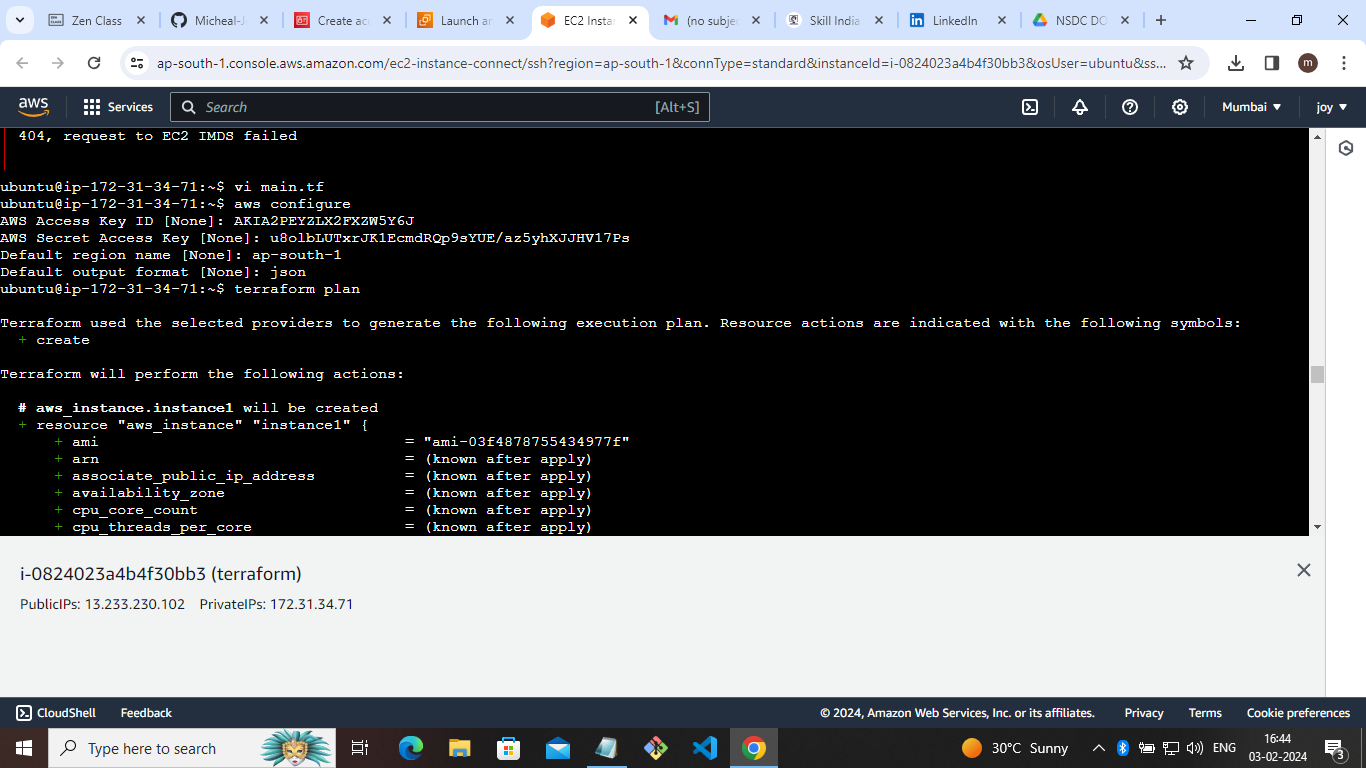 Zen Class
Micheal-J
Create ac
Launch an
EC2 Instan
(no subje
Skill India
LinkedIn
NSDC DO
ap-south-1.console.aws.amazon.com/ec2-instance-connect/ssh?region=ap-south-1&connType=standard&instanceId=i-0824023a4b4f30bb3&osUser=ubuntu&ss...
m
aws
Services
Search
[Alt+S]
Mumbai
joy
404, request to EC2 IMDS failed
ubuntu@ip-172-31-34-71:~$ vi main.tf
ubuntu@ip-172-31-34-71:~$ aws configure
AWS Access Key ID [None]: AKIA2PEYZLX2FXZW5Y6J
AWS Secret Access Key [None]: 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
Default region name [None]: ap-south-1
Default output format [None]: json
ubuntu@ip-172-31-34-71:~$ terraform plan
Terraform used the selected providers to generate the following execution plan. Resource actions are indicated with the following symbols:
+ create
Terraform will perform the following actions:
# aws_instance.instance1 will be created
+ resource "aws_instance" "instance1" {
+ ami = "ami-03f4878755434977f"
+ arn = (known after apply)
+ associate_public_ip_address = (known after apply)
+ availability_zone = (known after apply)
+ cpu_core_count = (known after apply)
+ cpu_threads_per_core = (known after apply)
i-0824023a4b4f30bb3 (terraform)
PublicIPs: 13.233.230.102 PrivateIPs: 172.31.34.71
CloudShell
Feedback
© 2024, Amazon Web Services, Inc. or its affiliates.
Privacy
Terms
Cookie preferences
Type here to search
30°C Sunny
ENG
16:44
03-02-2024
3